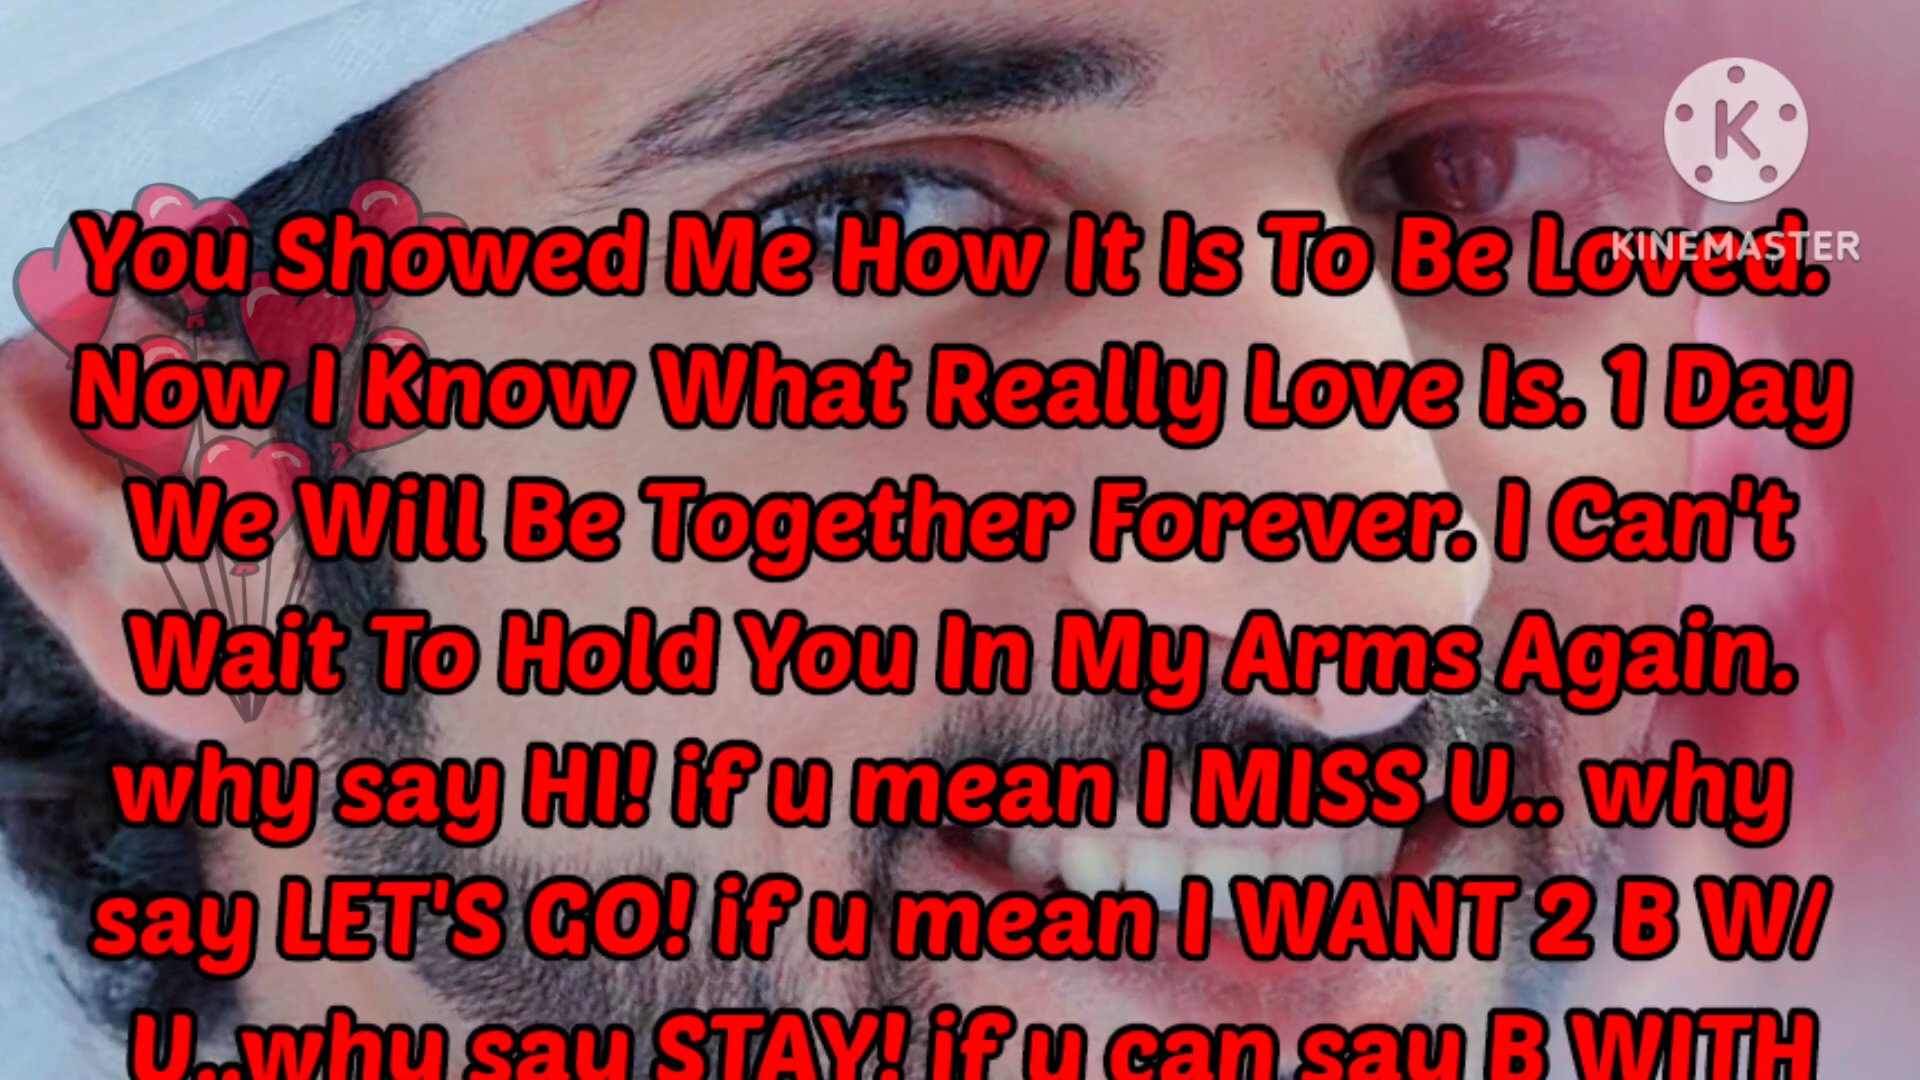 K
KINEMASTER
You Showed Me How It Is To Be Loved.
Now I Know What Really Love Is. 1 Day
We Will Be Together Forever. I Can't
Wait To Hold You In My Arms Again.
why say HI! if u mean I MISS U.. why
say LET'S GO! if u mean I WANT 2 B W/
U..why say STAY! if u can say B WITH